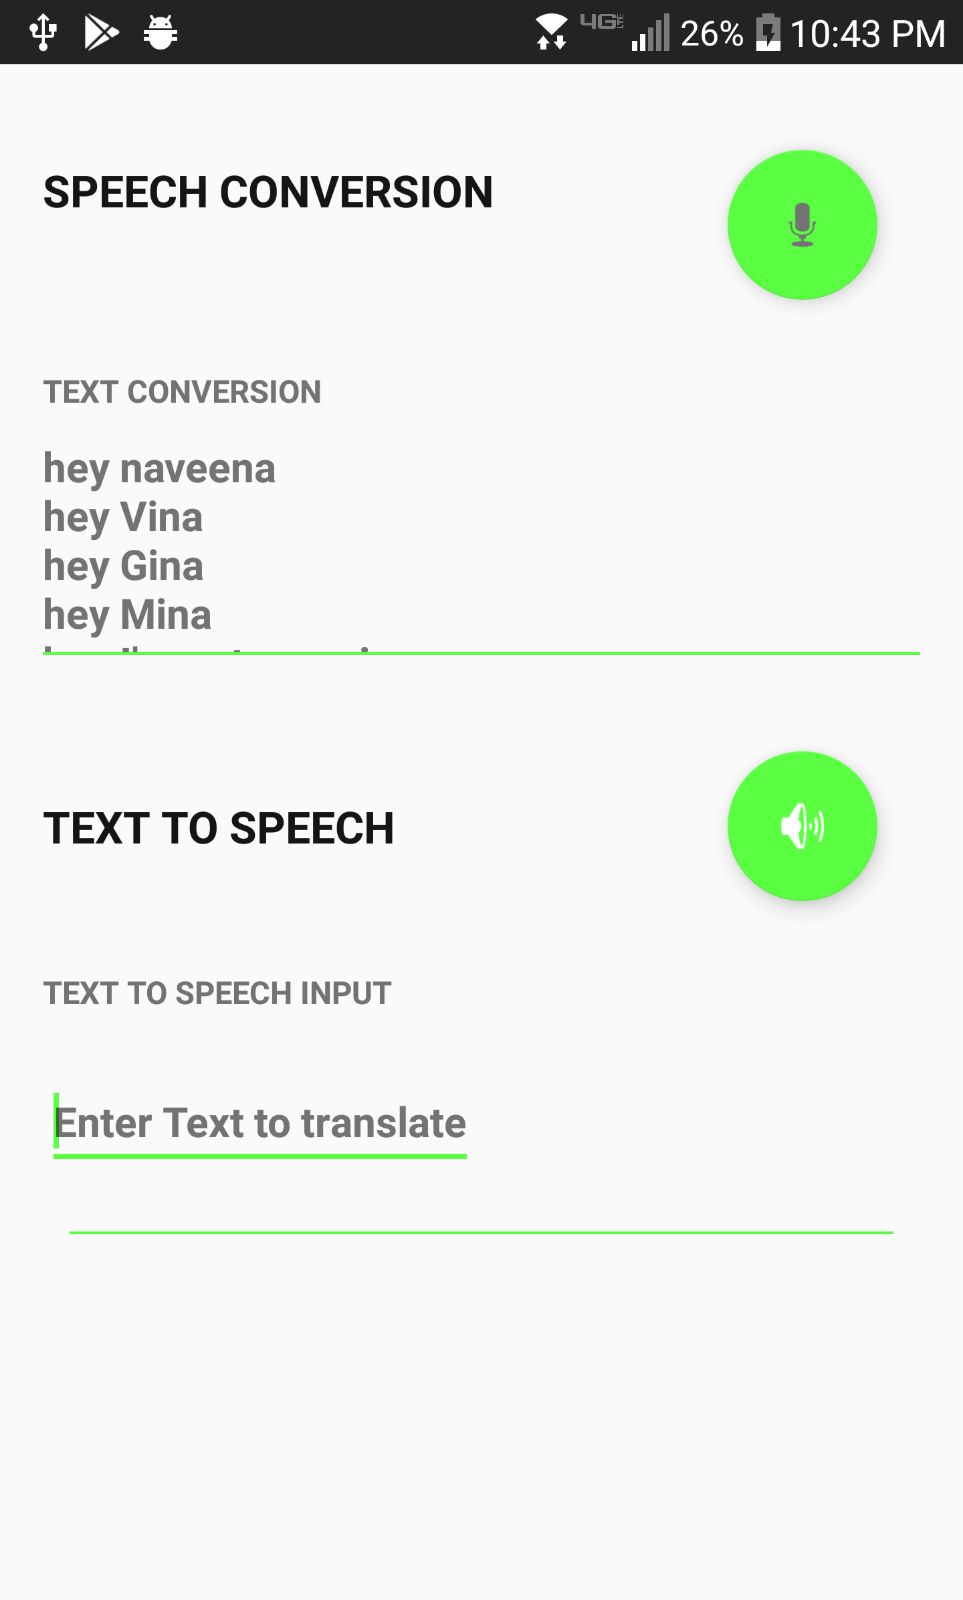 4G LTE 26% 10:43 PM
SPEECH CONVERSION
TEXT CONVERSION
hey naveena
hey Vina
hey Gina
hey Mina
TEXT TO SPEECH
TEXT TO SPEECH INPUT
Enter Text to translate